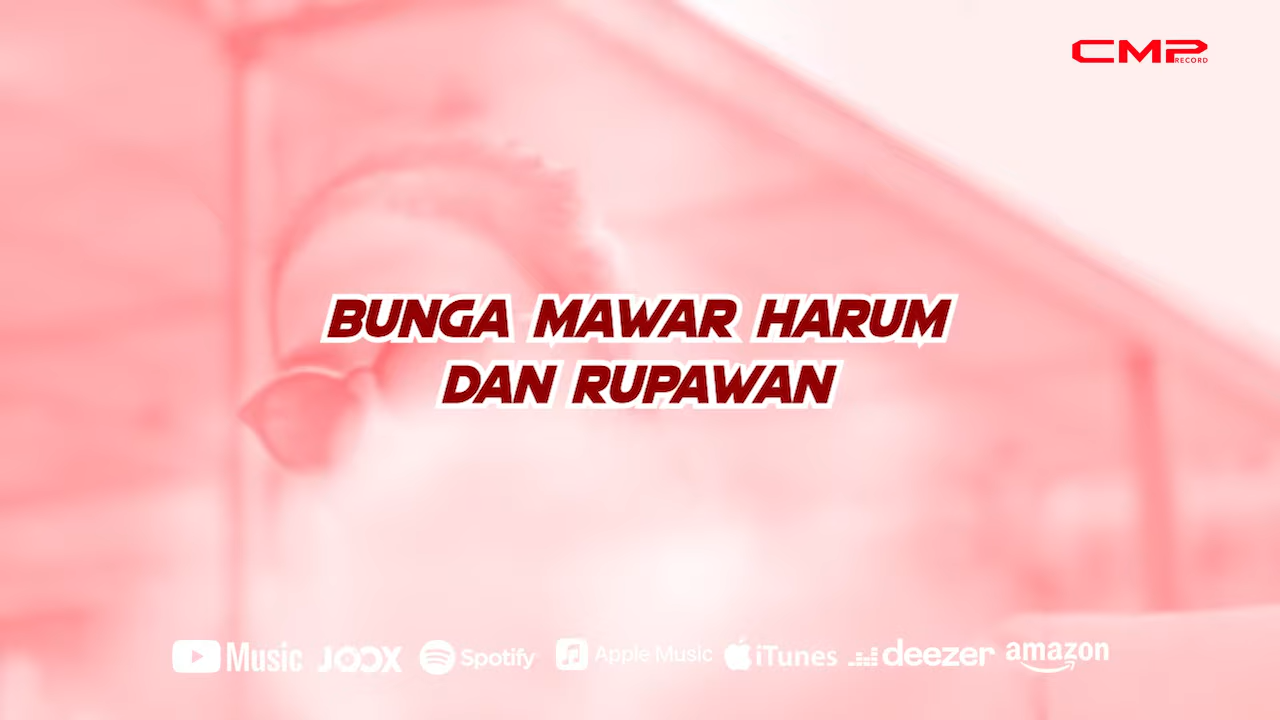 CMP
RECORD
BUNGA MAWAR HARUM
DAN RUPAWAN
Music JOOX Spotify Apple Music iTunes deezer amazon